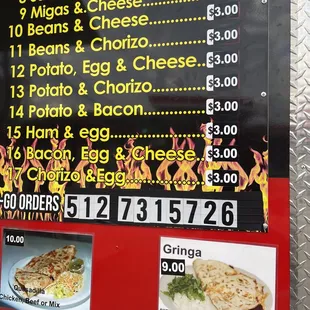 9 Migas & Cheese...
$3.00
10 Beans & Cheese............
$3.00
11 Beans & Chorizo...........
$3.00
12 Potato, Egg & Cheese..
$3.00
13 Potato & Chorizo..........
$3.00
14 Potato & Bacon............
$3.00
15 Ham & egg....................
$3.00
16 Bacon, Egg & Cheese...
$3.00
17 Chorizo &Egg................
$3.00
-GO ORDERS 512 7315726
10.00
Quesadilla
Chicken, Beef or Mix
Gringa
9.00